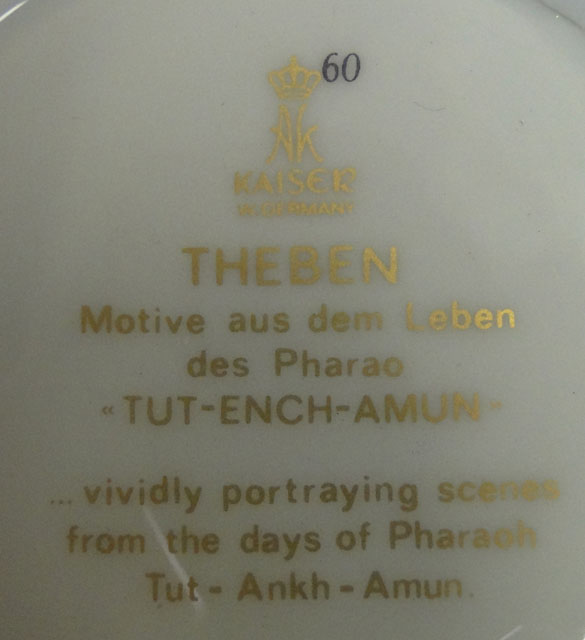 60
AK
KAISER
W. GERMANY
THEBEN
Motive aus dem Leben
des Pharao
«TUT-ENCH-AMUN»
...vividly portraying scenes
from the days of Pharaoh
Tut-Ankh-Amun.